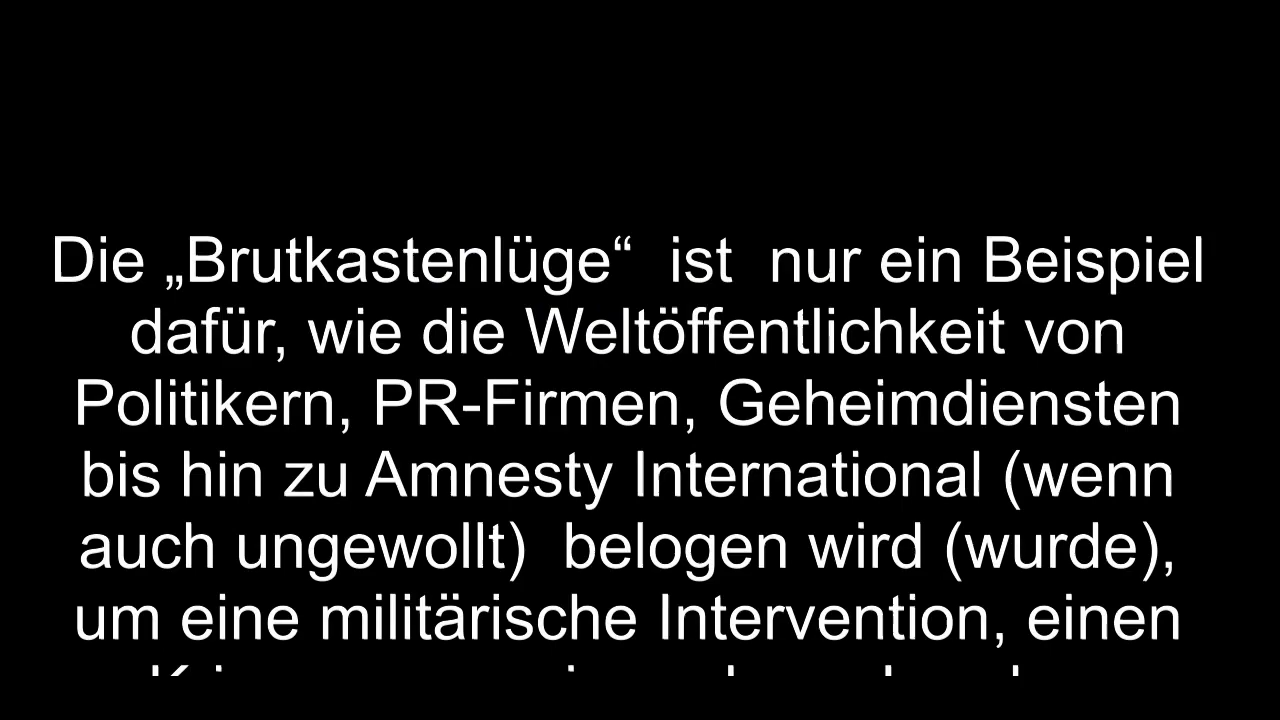 Die „Brutkastenlüge“ ist nur ein Beispiel
dafür, wie die Weltöffentlichkeit von
Politikern, PR-Firmen, Geheimdiensten
bis hin zu Amnesty International (wenn
auch ungewollt) belogen wird (wurde),
um eine militärische Intervention, einen